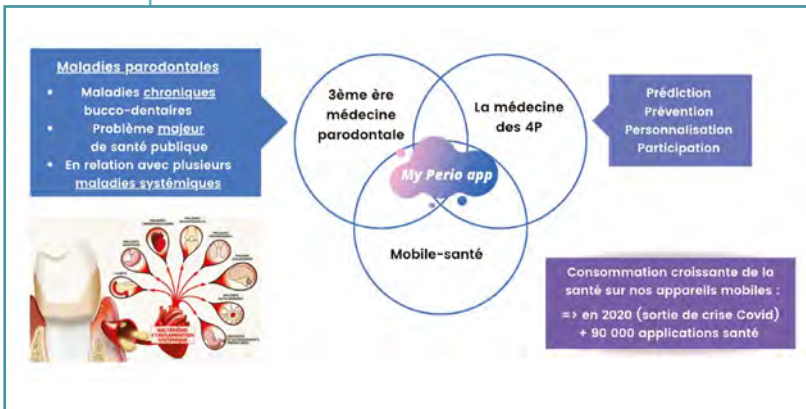 Maladies parodontales
• Maladies chroniques
bucco-dentaires
• Problème majeur
de santé publique
• En relation avec plusieurs
maladies systémiques
3ème ère
médecine
parodontale
La médecine
des 4P
My Perio app
Mobile-santé
Prédiction
Prévention
Personnalisation
Participation
Consommation croissante de la
santé sur nos appareils mobiles :
=> en 2020 (sortie de crise Covid)
+ 90 000 applications santé